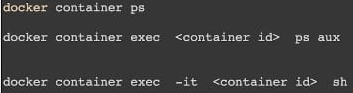 docker container ps
docker container exec  <container id>  ps aux
docker container exec  -it  <container id>  sh